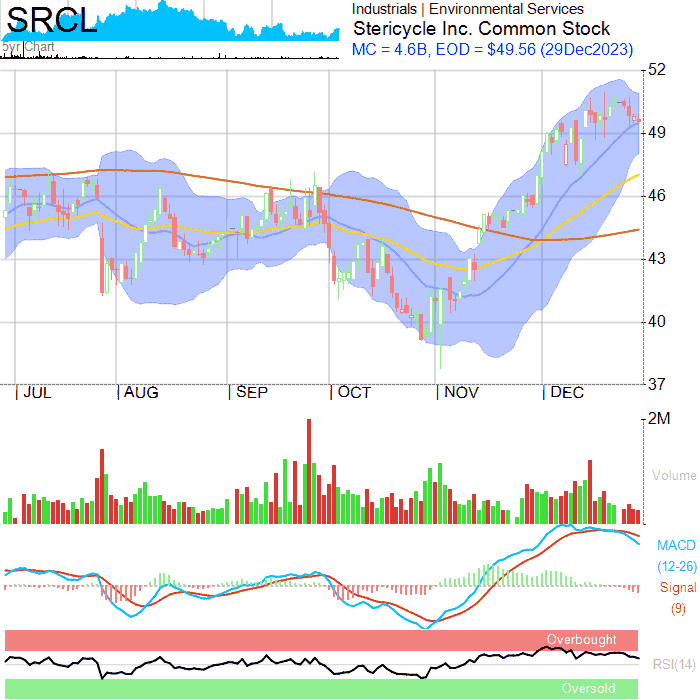 SRCL
5yr Chart
Industrials | Environmental Services
Stericycle Inc. Common Stock
MC = 4.6B, EOD = $49.56 (29Dec2023)
52
49
46
43
40
37
JUL
AUG
SEP
OCT
NOV
DEC
2M
Volume
MACD
(12-26)
Signal
(9)
Overbought
RSI(14)
Oversold